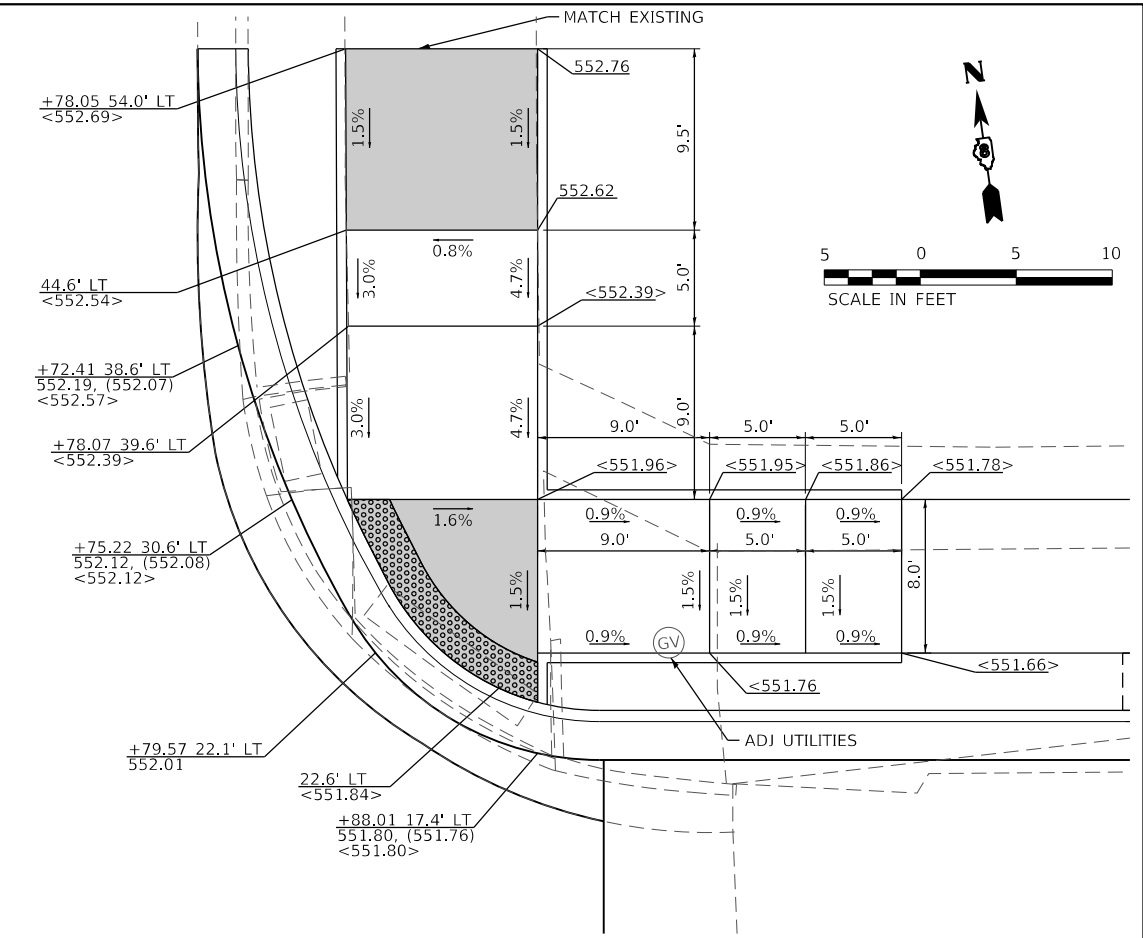 MATCH EXISTING
552.76
+78.05 54.0' LT
<552.69>
N
6
1.5%
1.5%
9.5'
552.62
5 0 5 10
SCALE IN FEET
0.8%
44.6' LT
<552.54>
3.0%
4.7%
5.0'
<552.39>
+72.41 38.6' LT
552.19, (552.07)
<552.57>
3.0%
4.7%
9.0'
+78.07 39.6' LT
<552.39>
9.0' 5.0' 5.0'
<551.96> <551.95> <551.86> <551.78>
1.6%
0.9% 0.9% 0.9%
9.0' 5.0' 5.0'
+75.22 30.6' LT
552.12, (552.08)
<552.12>
1.5%
1.5%
1.5%
1.5%
8.0'
0.9% GV 0.9% 0.9%
<551.66>
<551.76
ADJ UTILITIES
+79.57 22.1' LT
552.01
22.6' LT
<551.84>
+88.01 17.4' LT
551.80, (551.76)
<551.80>